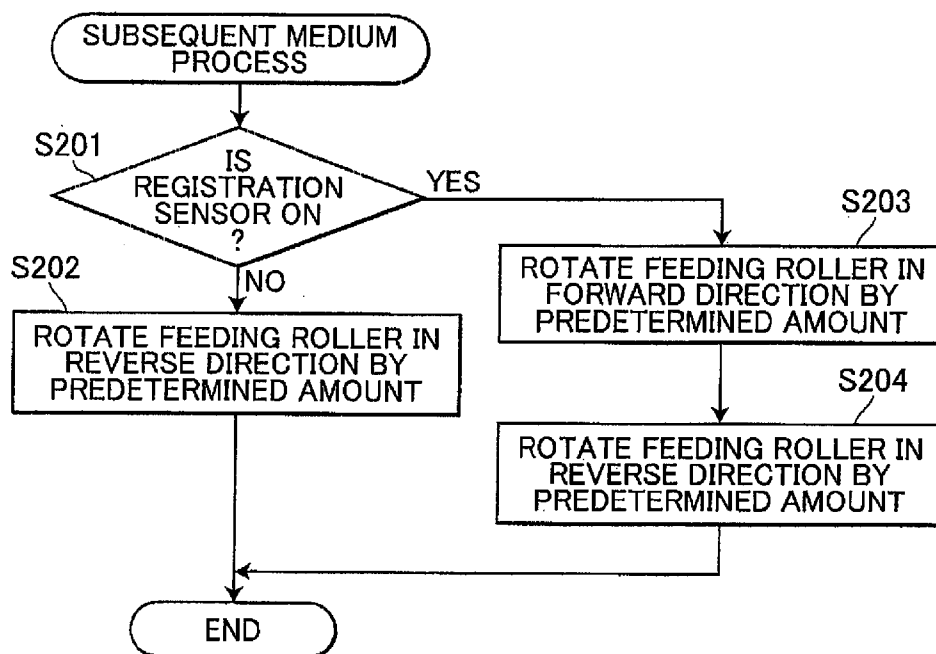 SUBSEQUENT MEDIUM
PROCESS
S201
IS
REGISTRATION
SENSOR ON
?
YES
NO
S202
ROTATE FEEDING ROLLER IN
REVERSE DIRECTION BY
PREDETERMINED AMOUNT
S203
ROTATE FEEDING ROLLER IN
FORWARD DIRECTION BY
PREDETERMINED AMOUNT
S204
ROTATE FEEDING ROLLER IN
REVERSE DIRECTION BY
PREDETERMINED AMOUNT
END